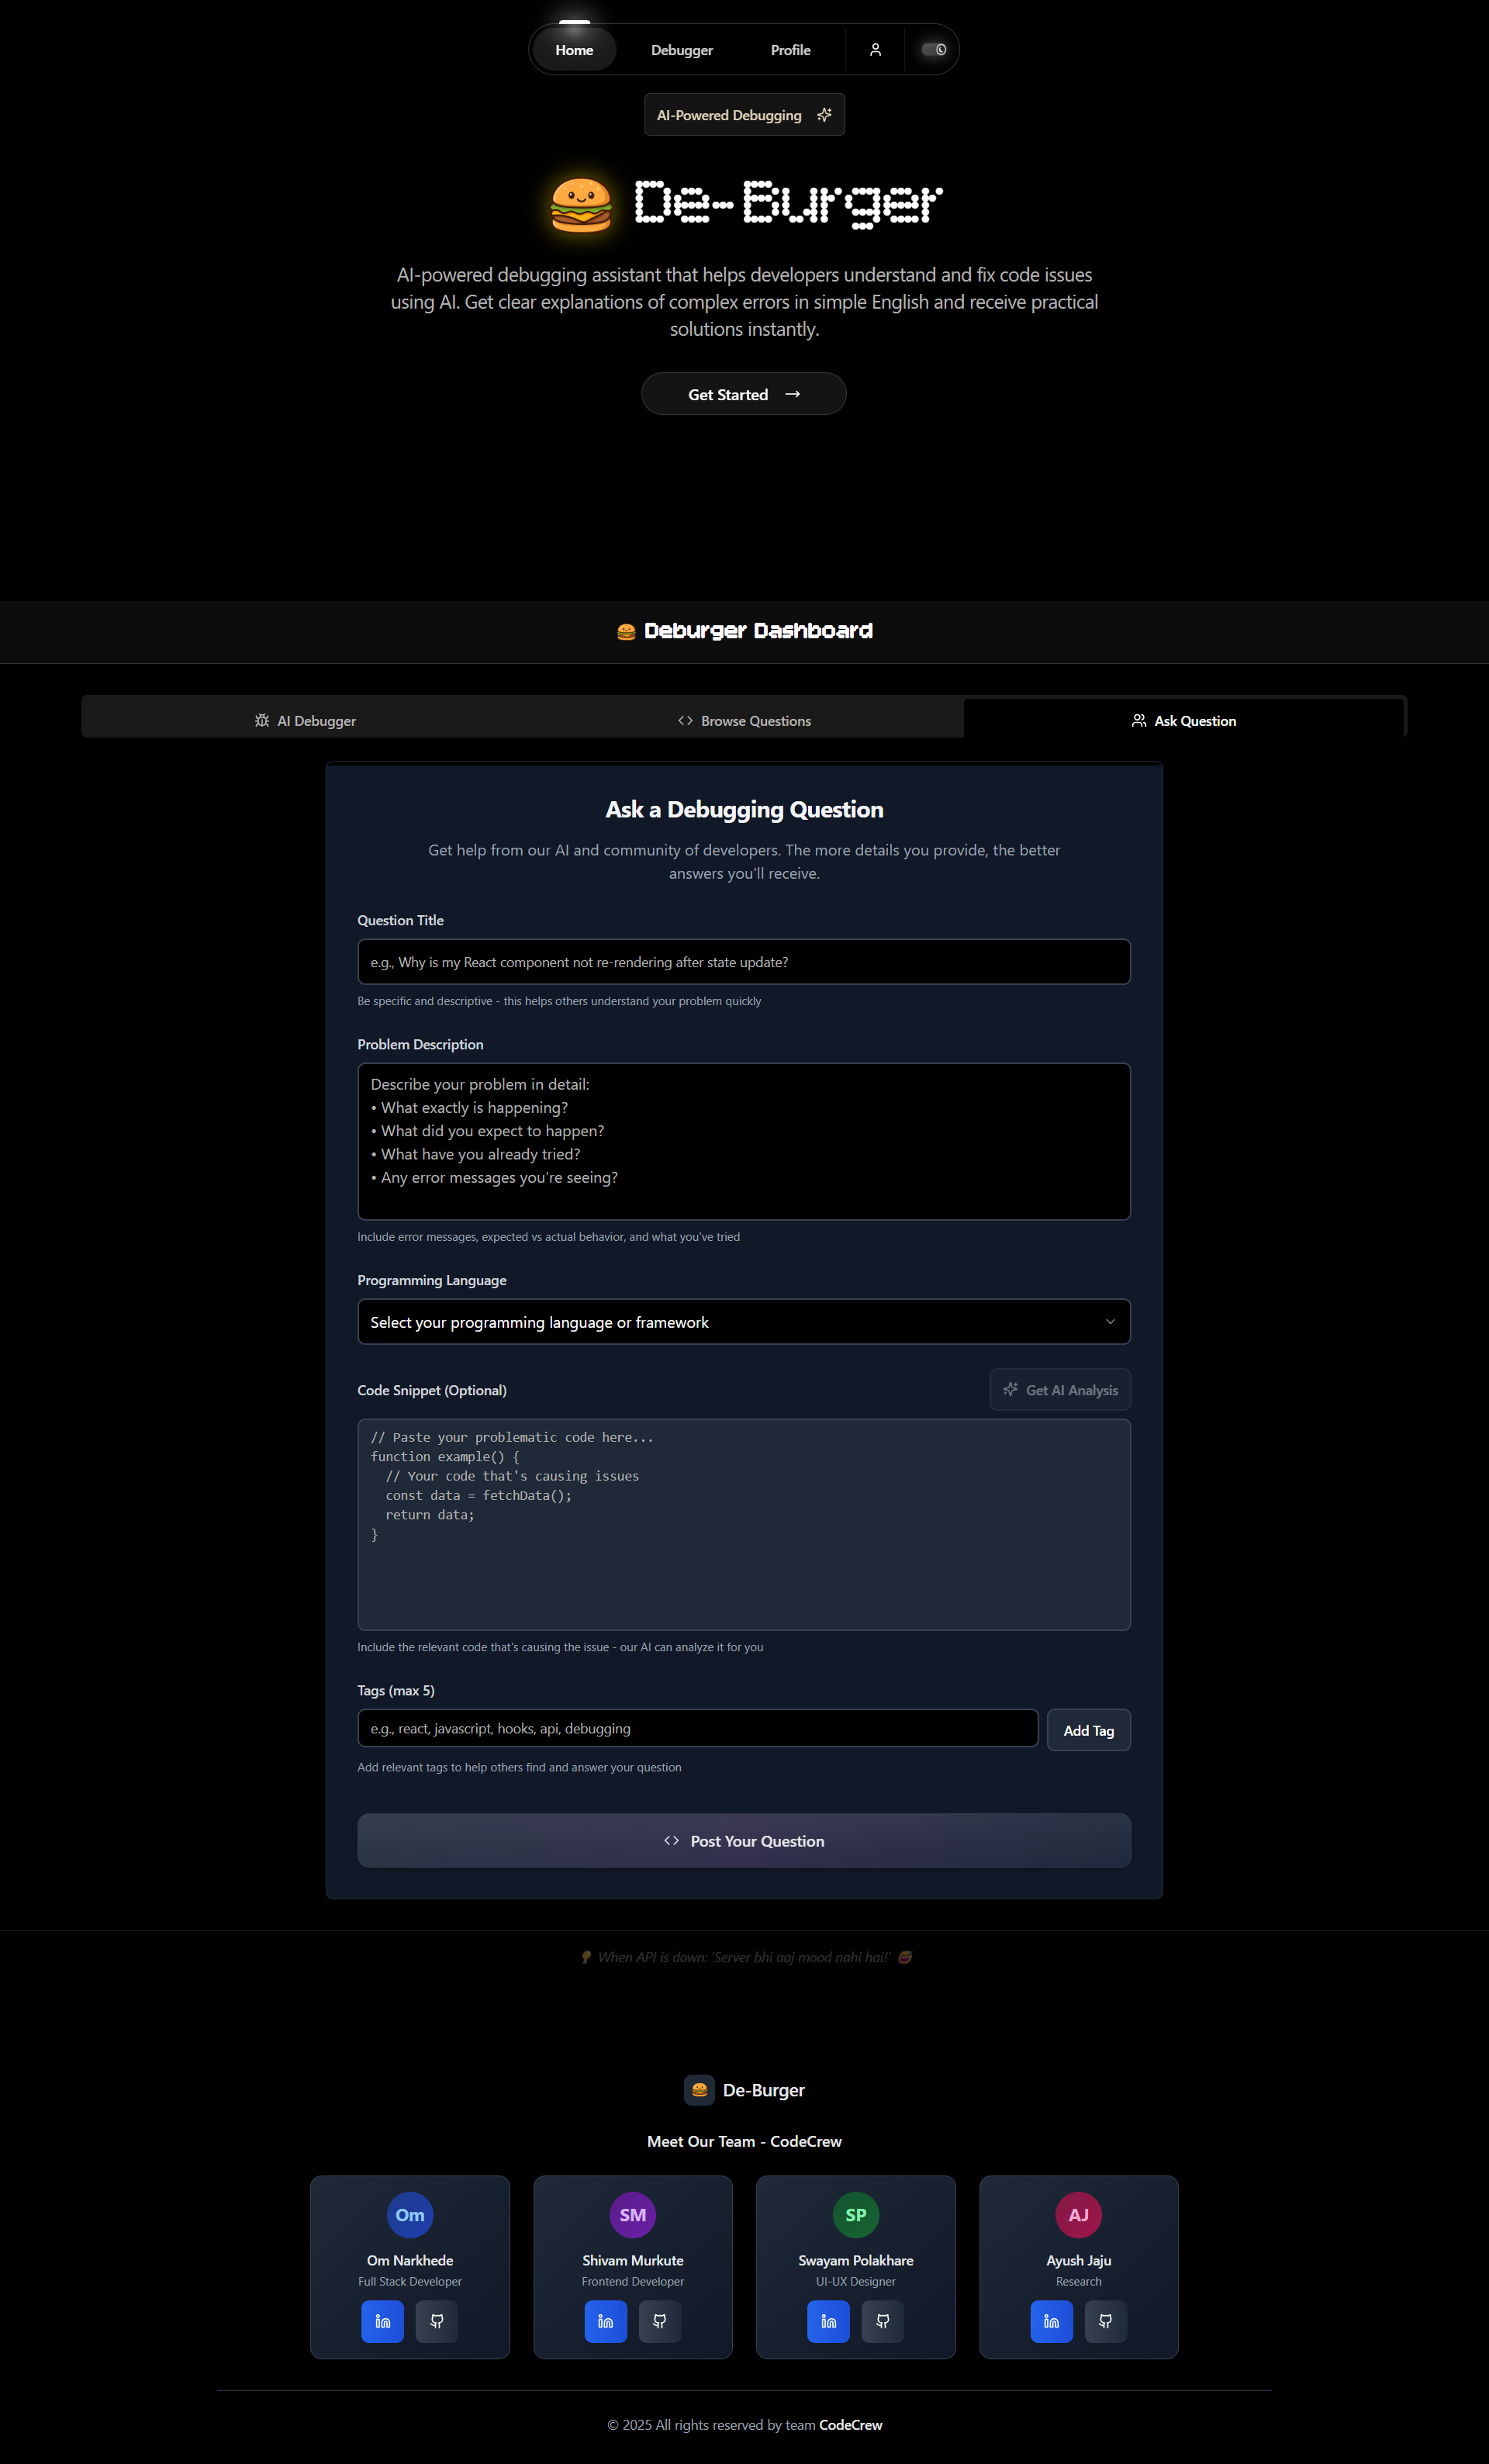 Home
Debugger
Profile
AI-Powered Debugging
De-Burger
AI-powered debugging assistant that helps developers understand and fix code issues
using AI. Get clear explanations of complex errors in simple English and receive practical
solutions instantly.
Get Started →
Deburger Dashboard
AI Debugger
Browse Questions
Ask Question
Ask a Debugging Question
Get help from our AI and community of developers. The more details you provide, the better
answers you'll receive.
Question Title
e.g., Why is my React component not re-rendering after state update?
Be specific and descriptive - this helps others understand your problem quickly
Problem Description
Describe your problem in detail:
• What exactly is happening?
• What did you expect to happen?
• What have you already tried?
• Any error messages you're seeing?
Include error messages, expected vs actual behavior, and what you've tried
Programming Language
Select your programming language or framework
Code Snippet (Optional)
Get AI Analysis
// Paste your problematic code here...
function example() {
  // Your code that's causing issues
  const data = fetchData();
  return data;
}
Include the relevant code that's causing the issue - our AI can analyze it for you
Tags (max 5)
e.g., react, javascript, hooks, api, debugging
Add Tag
Add relevant tags to help others find and answer your question
Post Your Question
When API is down: 'Server bhi aaj mood nahi hai!'
De-Burger
Meet Our Team - CodeCrew
Om
Om Narkhede
Full Stack Developer
SM
Shivam Murkute
Frontend Developer
SP
Swayam Polakhare
UI-UX Designer
AJ
Ayush Jaju
Research
© 2025 All rights reserved by team CodeCrew